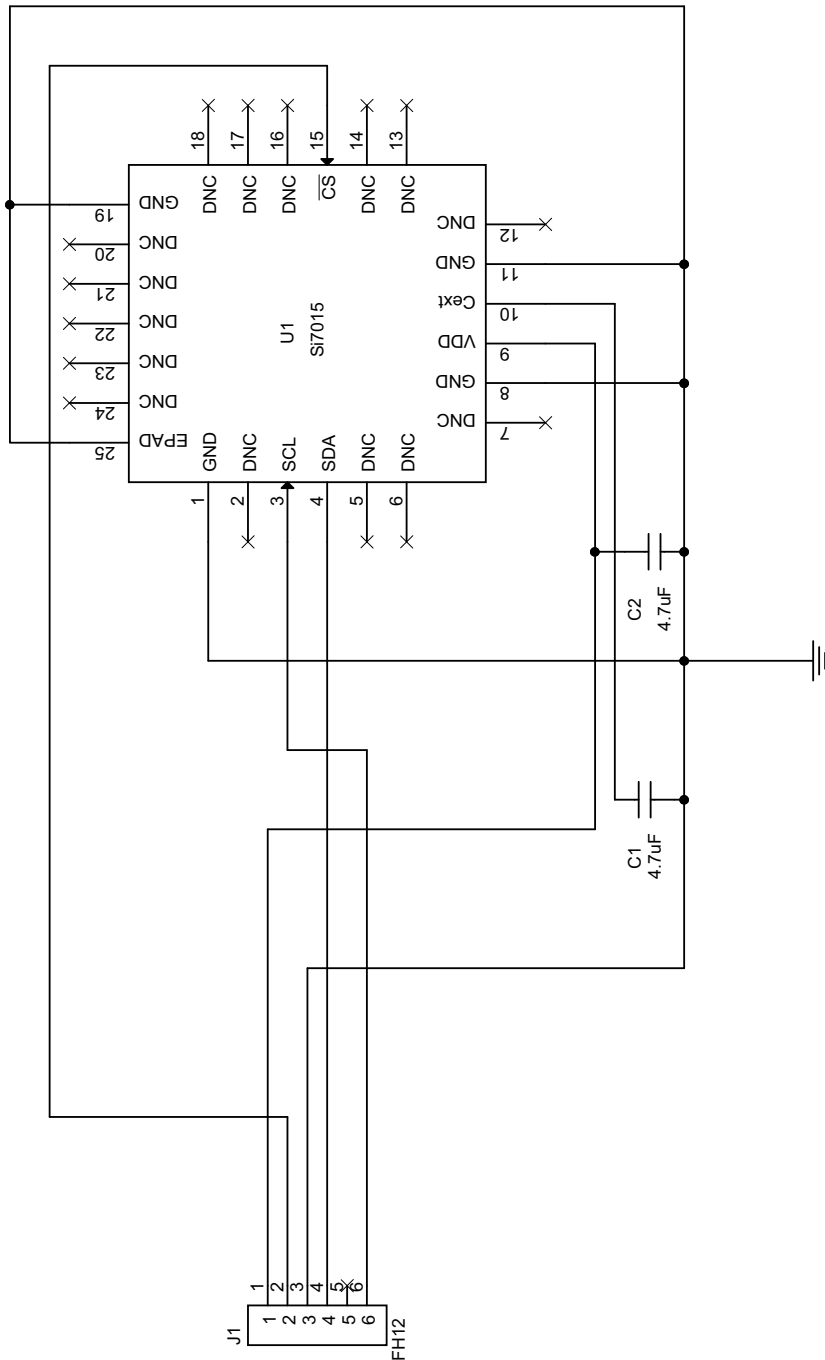 18
17
16
15
14
13
DNC
DNC
DNC
CS
DNC
DNC
19
20
21
22
23
24
25
GND
DNC
DNC
DNC
DNC
DNC
EPAD
U1
Si7015
DNC
GND
Cext
VDD
GND
DNC
12
11
10
9
8
7
GND
DNC
SCL
SDA
DNC
DNC
1
2
3
4
5
6
C2
4.7uF
C1
4.7uF
J1
1
2
3
4
5
6
1
2
3
4
5
6
FH12